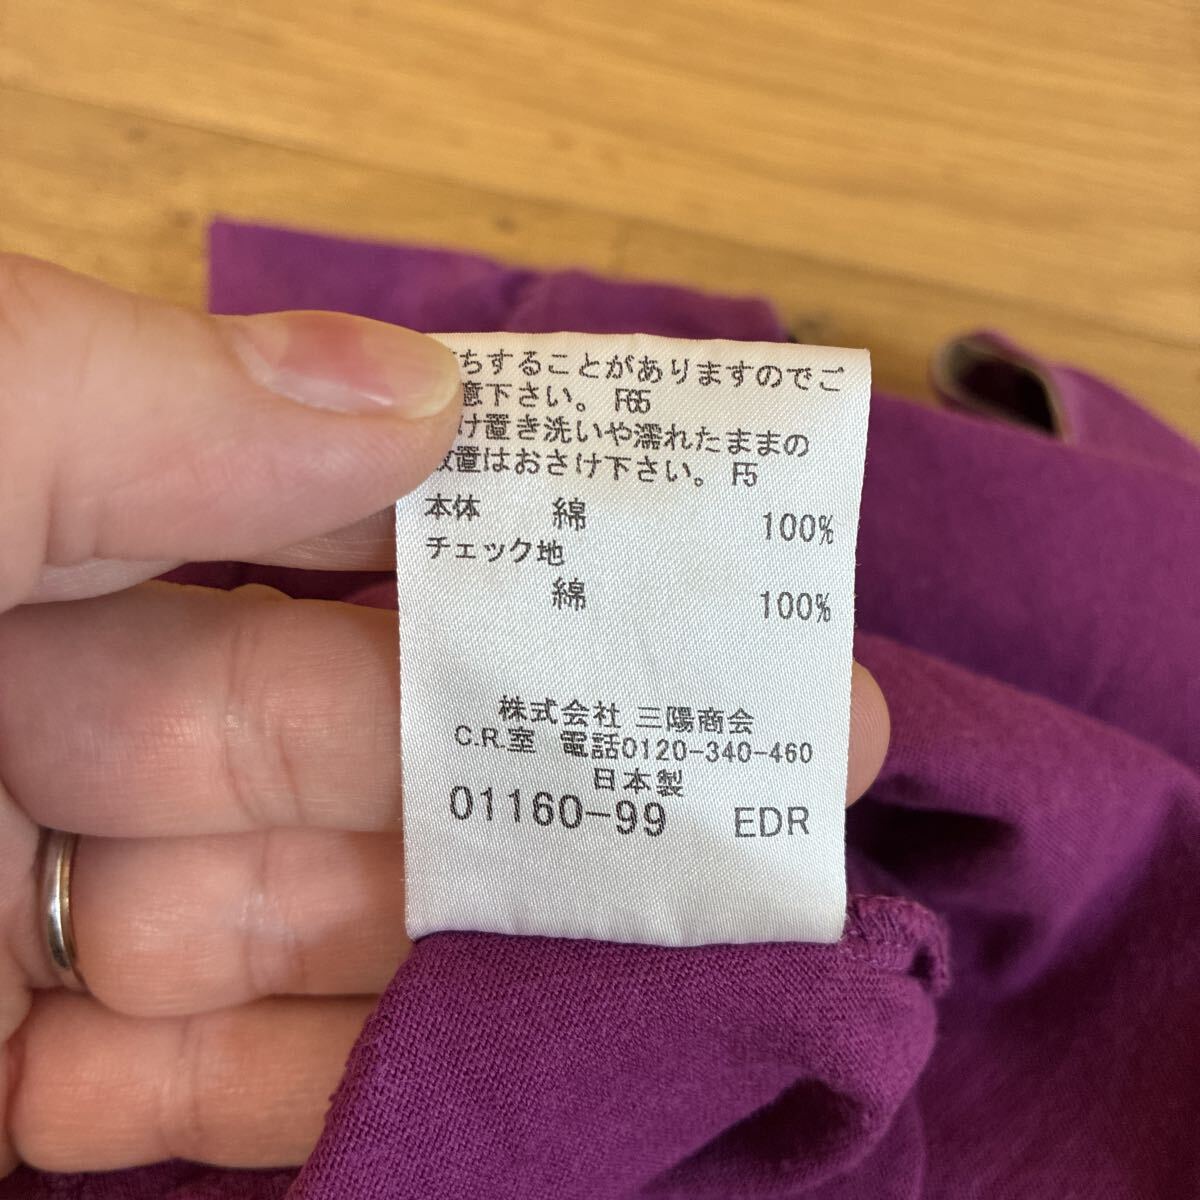 ちすることがありますのでご
意下さい。 F65
け置き洗いや濡れたままの
放置はおさけ下さい。 F5
本体 綿 100%
チェック地
綿 100%
株式会社 三陽商会
C.R.室 電話0120-340-460
日本製
01160-99 EDR